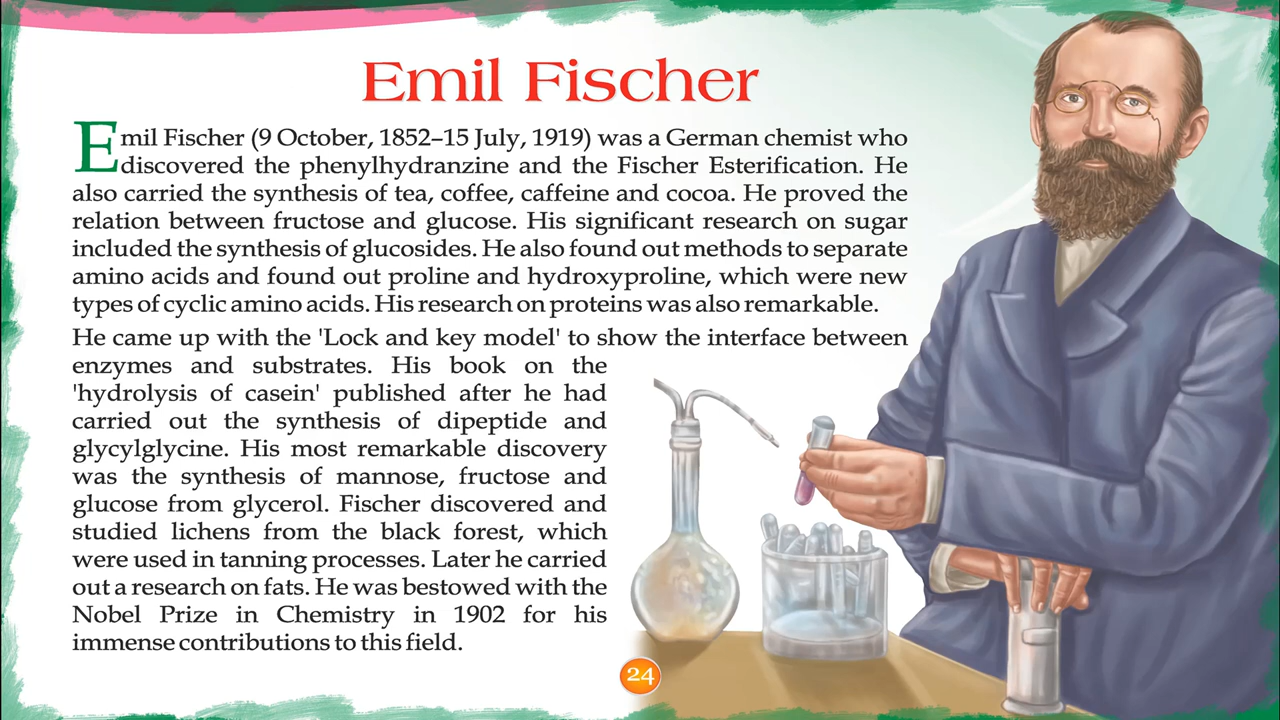 Emil Fischer
Emil Fischer (9 October, 1852–15 July, 1919) was a German chemist who
discovered the phenylhydranzine and the Fischer Esterification. He
also carried the synthesis of tea, coffee, caffeine and cocoa. He proved the
relation between fructose and glucose. His significant research on sugar
included the synthesis of glucosides. He also found out methods to separate
amino acids and found out proline and hydroxyproline, which were new
types of cyclic amino acids. His research on proteins was also remarkable.
He came up with the 'Lock and key model' to show the interface between
enzymes and substrates. His book on the
'hydrolysis of casein' published after he had
carried out the synthesis of dipeptide and
glycylglycine. His most remarkable discovery
was the synthesis of mannose, fructose and
glucose from glycerol. Fischer discovered and
studied lichens from the black forest, which
were used in tanning processes. Later he carried
out a research on fats. He was bestowed with the
Nobel Prize in Chemistry in 1902 for his
immense contributions to this field.
24